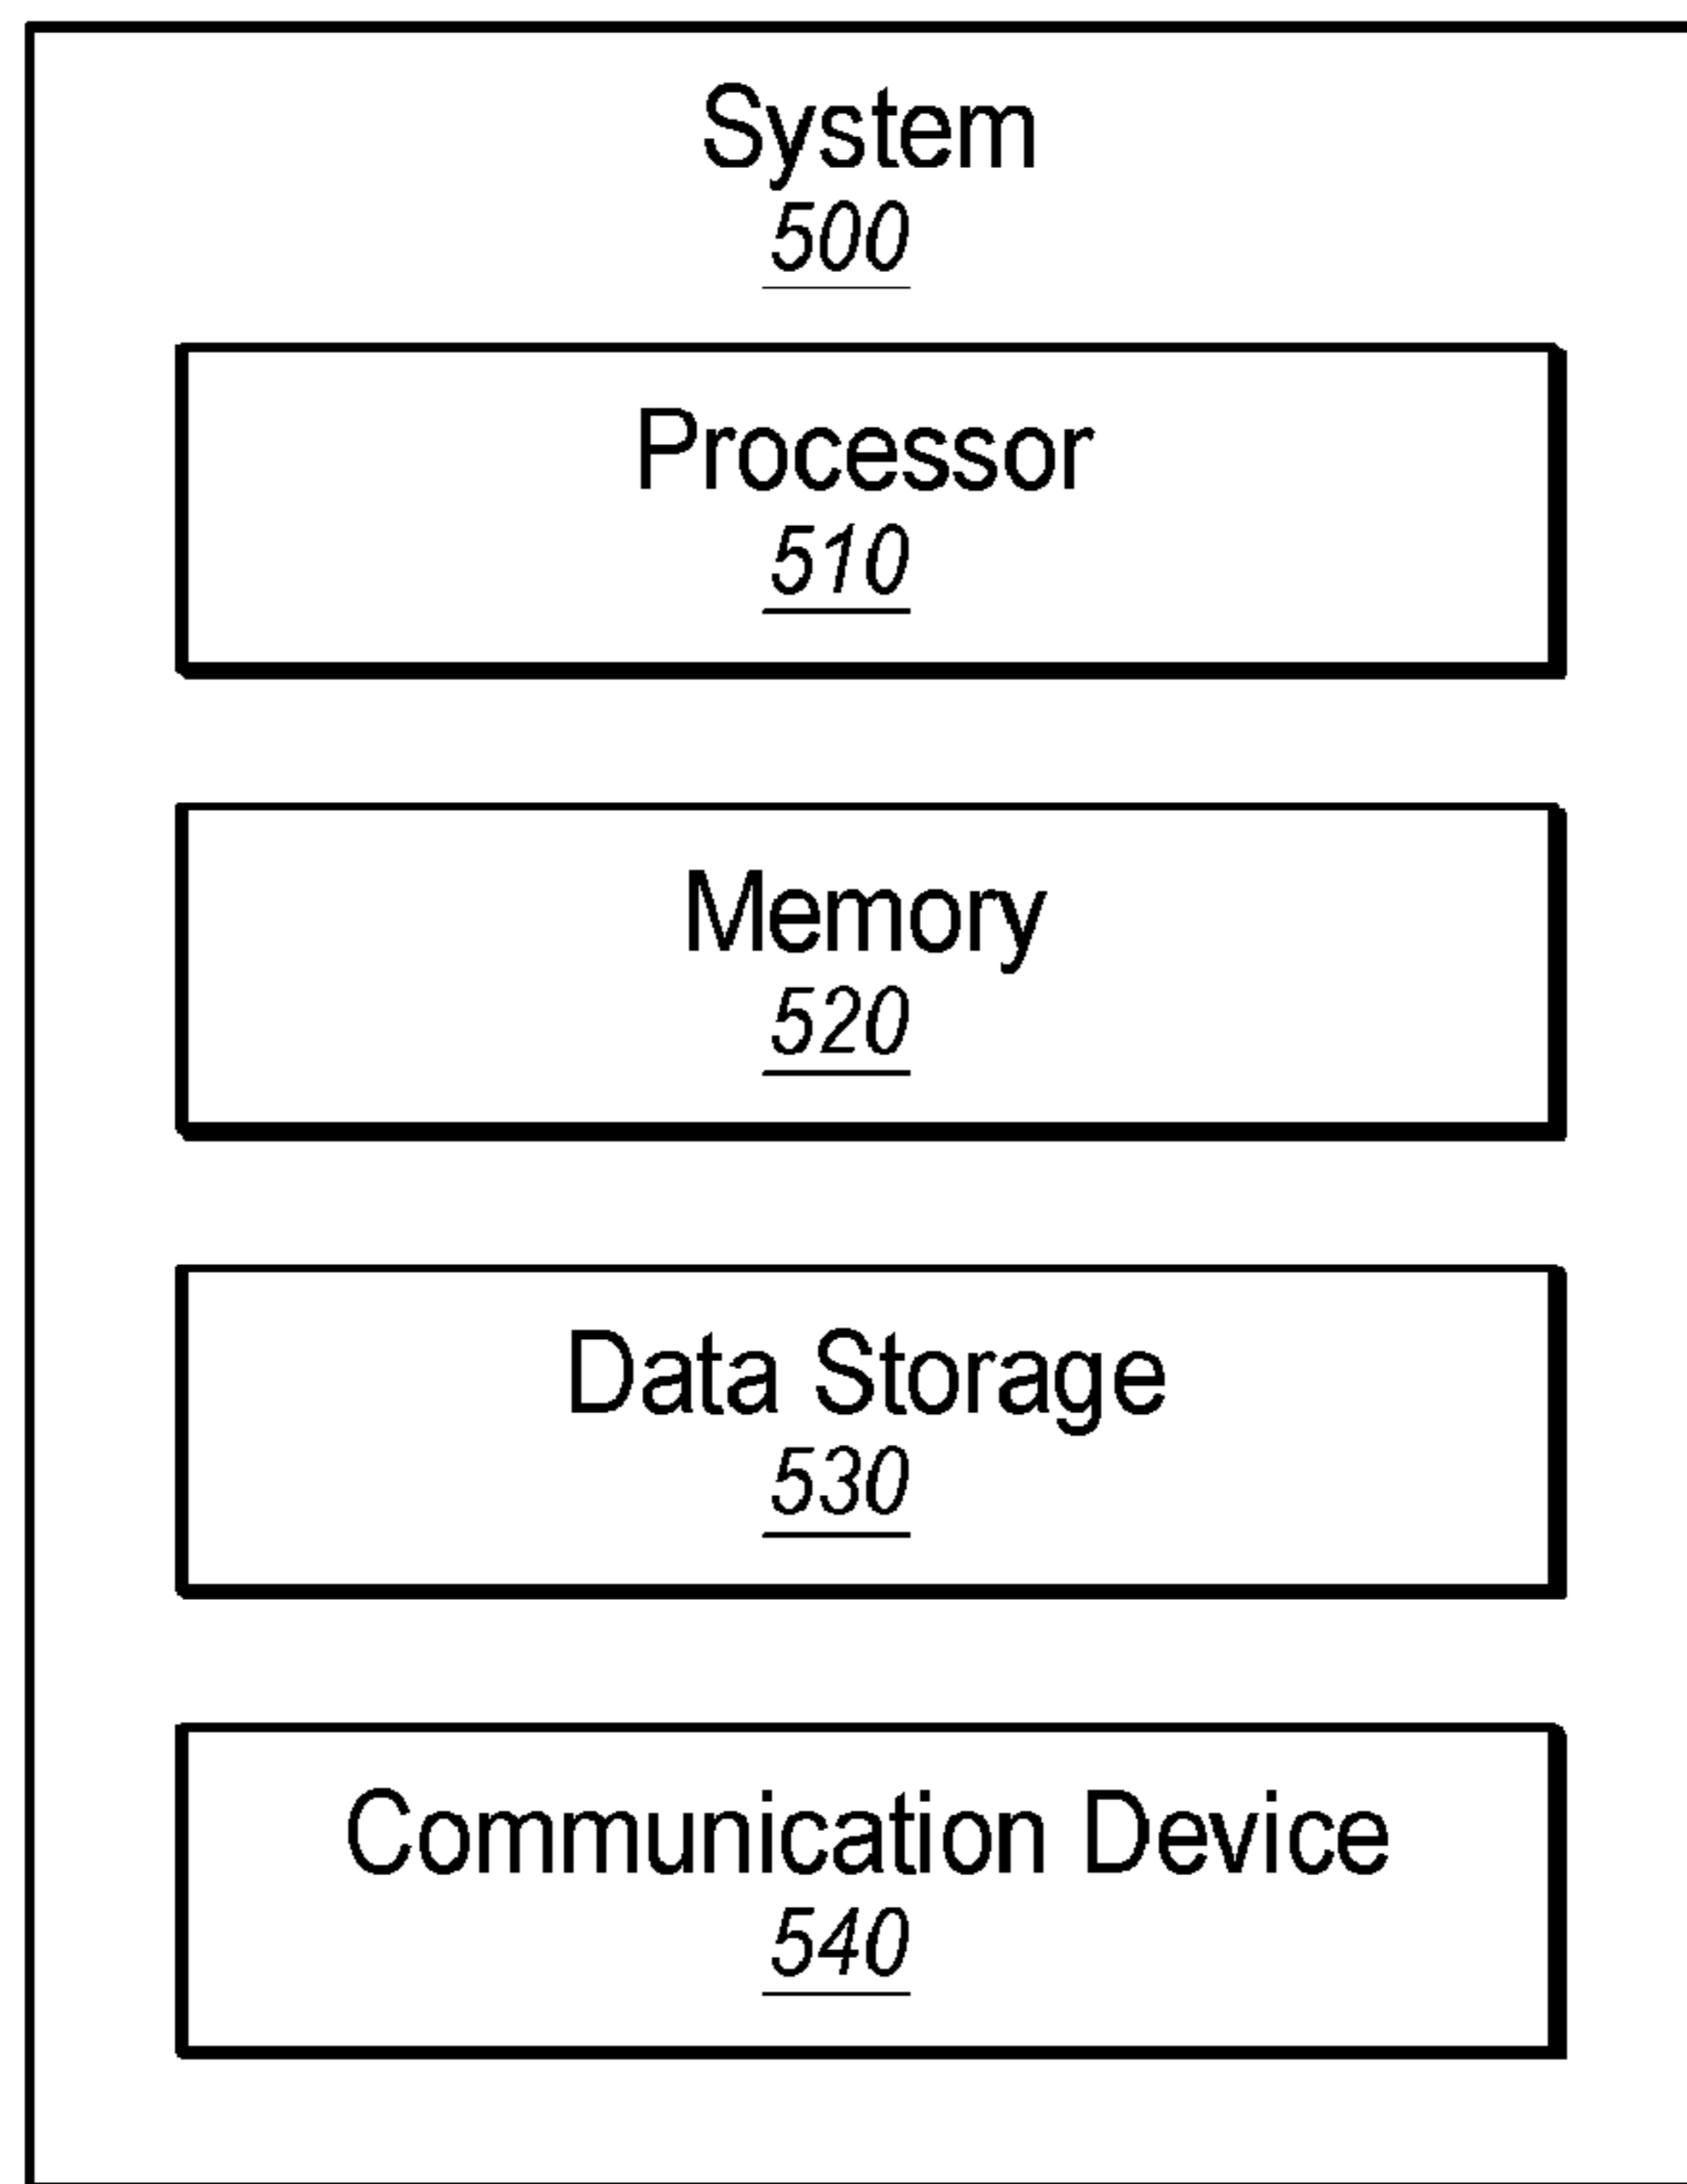 System
500
Processor
510
Memory
520
Data Storage
530
Communication Device
540